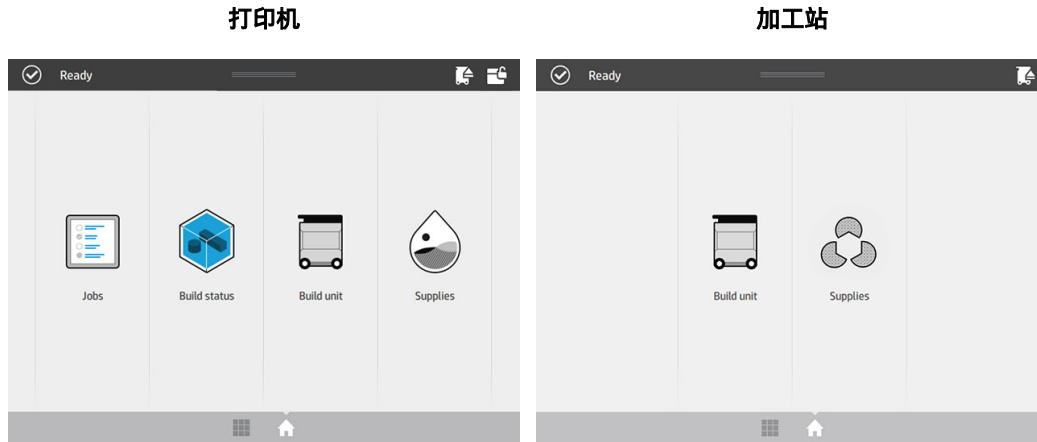 打印机
加工站
Ready
Ready
Jobs
Build status
Build unit
Supplies
Build unit
Supplies